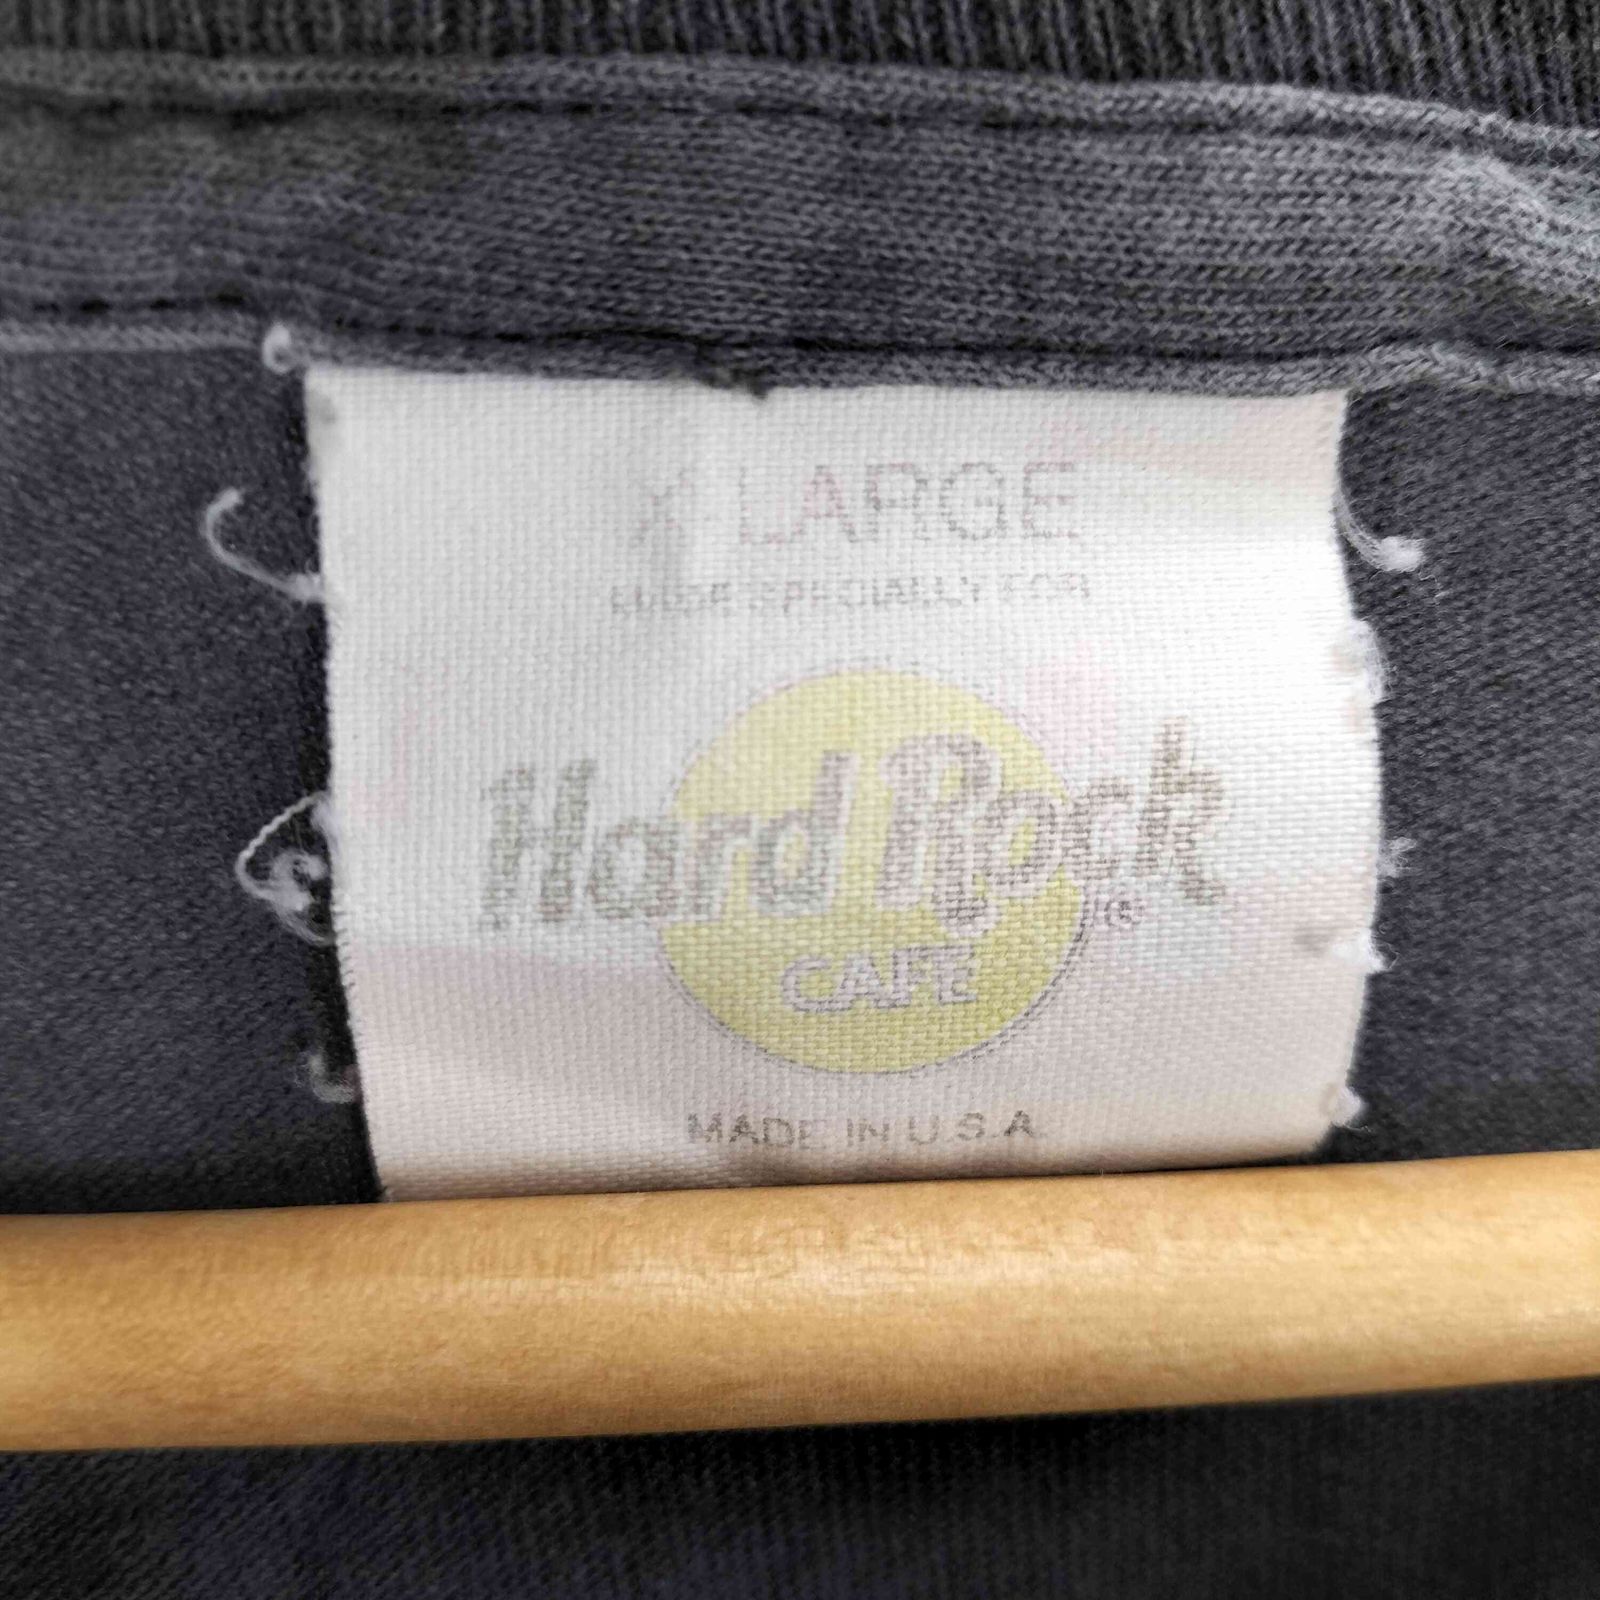 X-LARGE
MADE SPECIALLY FOR
Hard Rock ®
CAFE
MADE IN U.S.A.